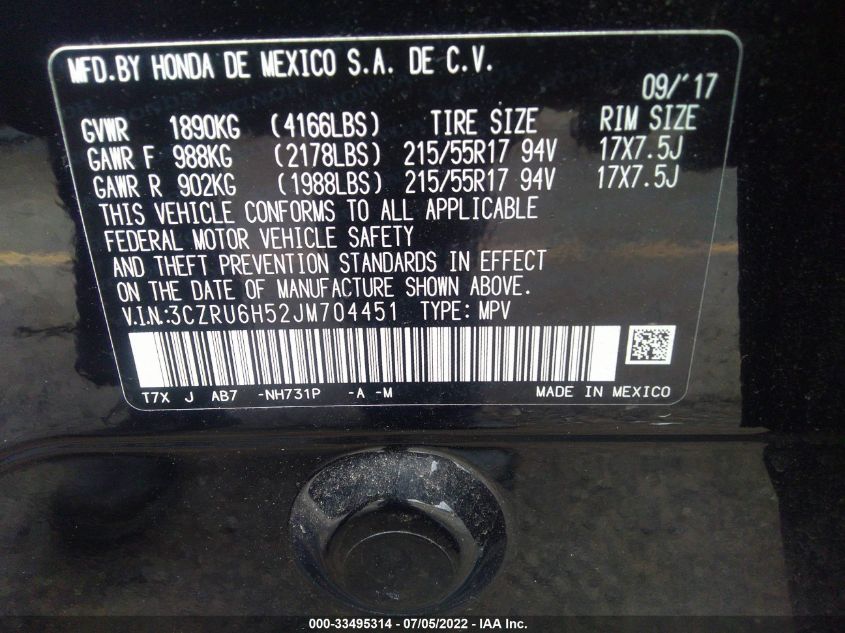 MFD.BY HONDA DE MEXICO S.A. DE C.V.
09/'17
GVWR 1890KG (4166LBS) TIRE SIZE RIM SIZE
GAWR F 988KG (2178LBS) 215/55R17 94V 17X7.5J
GAWR R 902KG (1988LBS) 215/55R17 94V 17X7.5J
THIS VEHICLE CONFORMS TO ALL APPLICABLE
FEDERAL MOTOR VEHICLE SAFETY
AND THEFT PREVENTION STANDARDS IN EFFECT
ON THE DATE OF MANUFACTURE SHOWN ABOVE.
V.I.N.:3CZRU6H52JM704451 TYPE: MPV
T7X J AB7 -NH731P -A -M MADE IN MEXICO
000-33495314 - 07/05/2022 - IAA Inc.